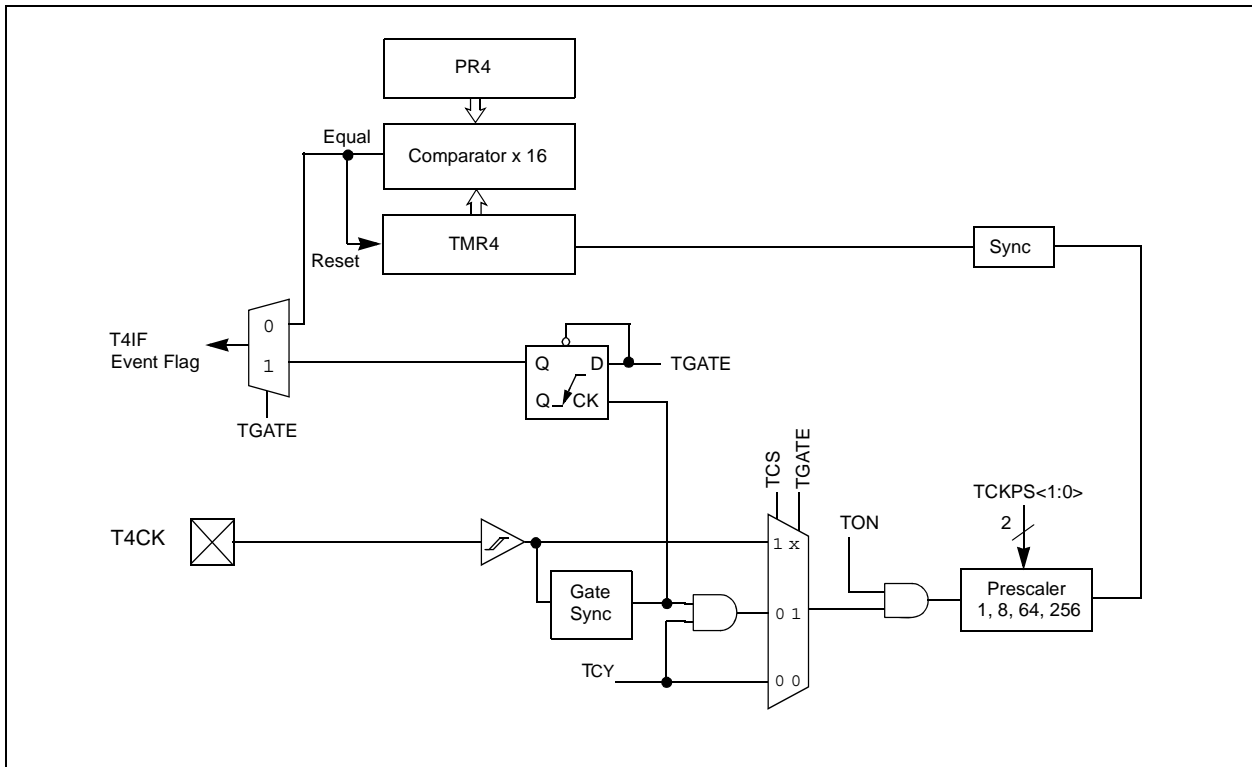 PR4
Equal
Comparator x 16
TMR4
Reset
Sync
0
1
T4IF
Event Flag
TGATE
Q
D
Q
CK
TGATE
TCS
TGATE
TCKPS<1:0>
2
TON
T4CK
1 x
Gate
Sync
0 1
Prescaler
1, 8, 64, 256
TCY
0 0